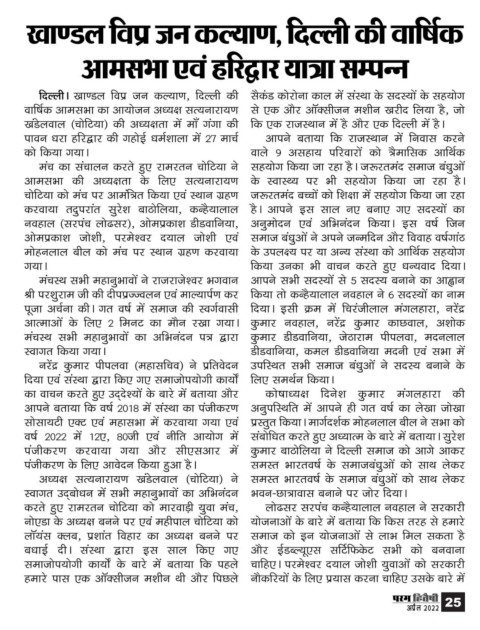 खाण्डल विप्र जन कल्याण, दिल्ली की वार्षिक
आमसभा एवं हरिद्वार यात्रा सम्पन्न
दिल्ली। खाण्डल विप्र जन कल्याण, दिल्ली की
वार्षिक आमसभा का आयोजन अध्यक्ष सत्यनारायण
खंडेलवाल (चोटिया) की अध्यक्षता में माँ गंगा की
पावन धरा हरिद्वार की गहोई धर्मशाला में 27 मार्च
को किया गया।
मंच का संचालन करते हुए रामरतन चोटिया ने
आमसभा की अध्यक्षता के लिए सत्यनारायण
चोटिया को मंच पर आमंत्रित किया एवं स्थान ग्रहण
करवाया तदुपरांत सुरेश बाठोलिया, कन्हैयालाल
नवहाल (सरपंच लोढसर), ओमप्रकाश डीडवानिया,
ओमप्रकाश जोशी, परमेश्वर दयाल जोशी एवं
मोहनलाल बील को मंच पर स्थान ग्रहण करवाया
गया।
मंचस्थ सभी महानुभावों ने राजराजेश्वर भगवान
श्री परशुराम जी की दीपप्रज्ज्वलन एवं माल्यार्पण कर
पूजा अर्चना की। गत वर्ष में समाज की स्वर्गवासी
आत्माओं के लिए 2 मिनट का मौन रखा गया।
मंचस्थ सभी महानुभावों का अभिनंदन पत्र द्वारा
स्वागत किया गया।
नरेंद्र कुमार पीपलवा (महासचिव) ने प्रतिवेदन
दिया एवं संस्था द्वारा किए गए समाजोपयोगी कार्यों
का वाचन करते हुए उद्देश्यों के बारे में बताया और
आपने बताया कि वर्ष 2018 में संस्था का पंजीकरण
सोसायटी एक्ट एवं महासभा में करवाया गया एवं
वर्ष 2022 में 12ए, 80जी एवं नीति आयोग में
पंजीकरण करवाया गया और सीएसआर में
पंजीकरण के लिए आवेदन किया हुआ है।
अध्यक्ष सत्यनारायण खंडेलवाल (चोटिया) ने
स्वागत उद्‌बोधन में सभी महानुभावों का अभिनंदन
करते हुए रामरतन चोटिया को मारवाड़ी युवा मंच,
नोएडा के अध्यक्ष बनने पर एवं महीपाल चोटिया को
लॉयंस क्लब, प्रशांत विहार का अध्यक्ष बनने पर
बधाई दी। संस्था द्वारा इस साल किए गए
समाजोपयोगी कार्यों के बारे में बताया कि पहले
हमारे पास एक ऑक्सीजन मशीन थी और पिछले
सैकंड कोरोना काल में संस्था के सदस्यों के सहयोग
से एक और ऑक्सीजन मशीन खरीद लिया है, जो
कि एक राजस्थान में है और एक दिल्ली में है।
आपने बताया कि राजस्थान में निवास करने
वाले 9 असहाय परिवारों को त्रैमासिक आर्थिक
सहयोग किया जा रहा है। जरूरतमंद समाज बंधुओं
के स्वास्थ्य पर भी सहयोग किया जा रहा है।
जरूरतमंद बच्चों को शिक्षा में सहयोग किया जा रहा
है। आपने इस साल नए बनाए गए सदस्यों का
अनुमोदन एवं अभिनंदन किया। इस वर्ष जिन
समाज बंधुओं ने अपने जन्मदिन और विवाह वर्षगांठ
के उपलक्ष्य पर या अन्य संस्था को आर्थिक सहयोग
किया उनका भी वाचन करते हुए धन्यवाद दिया।
आपने सभी सदस्यों से 5 सदस्य बनाने का आह्वान
किया तो कन्हैयालाल नवहाल ने 6 सदस्यों का नाम
दिया। इसी क्रम में चिरंजीलाल मंगलहारा, नरेंद्र
कुमार नवहाल, नरेंद्र कुमार काछवाल, अशोक
कुमार डीडवानिया, जेठाराम पीपलवा, मदनलाल
डीडवानिया, कमल डीडवानिया मदनी एवं सभा में
उपस्थित सभी समाज बंधुओं ने सदस्य बनाने के
लिए समर्थन किया।
कोषाध्यक्ष दिनेश कुमार मंगलहारा की
अनुपस्थिति में आपने ही गत वर्ष का लेखा जोखा
प्रस्तुत किया। मार्गदर्शक मोहनलाल बील ने सभा को
संबोधित करते हुए अध्यात्म के बारे में बताया। सुरेश
कुमार बाठोलिया ने दिल्ली समाज को आगे आकर
समस्त भारतवर्ष के समाजबंधुओं को साथ लेकर
समस्त भारतवर्ष के समाज बंधुओं को साथ लेकर
भवन-छात्रावास बनाने पर जोर दिया।
लोढसर सरपंच कन्हैयालाल नवहाल ने सरकारी
योजनाओं के बारे में बताया कि किस तरह से हमारे
समाज को इन योजनाओं से लाभ मिल सकता है
और ईडब्ल्यूएस सर्टिफिकेट सभी को बनवाना
चाहिए। परमेश्वर दयाल जोशी युवाओं को सरकारी
नौकरियों के लिए प्रयास करना चाहिए उसके बारे में
परम हितैषी
अप्रैल 2022 25